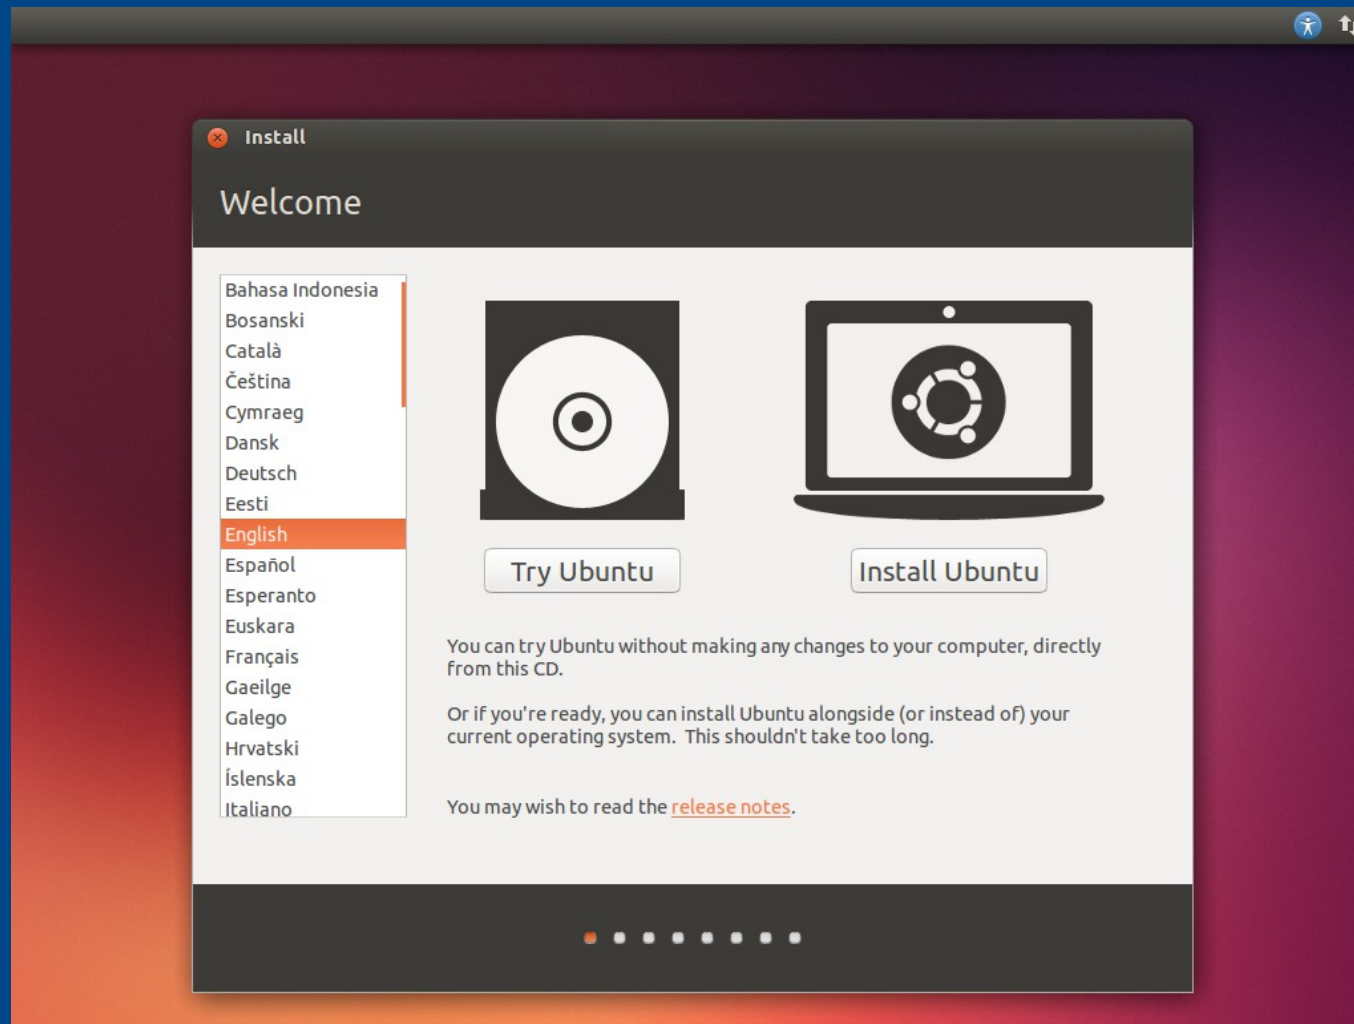 Install
Welcome
Bahasa Indonesia
Bosanski
Català
Čeština
Cymraeg
Dansk
Deutsch
Eesti
English
Español
Esperanto
Euskara
Français
Gaeilge
Galego
Hrvatski
Íslenska
Italiano
Try Ubuntu
Install Ubuntu
You can try Ubuntu without making any changes to your computer, directly
from this CD.
Or if you're ready, you can install Ubuntu alongside (or instead of) your
current operating system.  This shouldn't take too long.
You may wish to read the release notes.